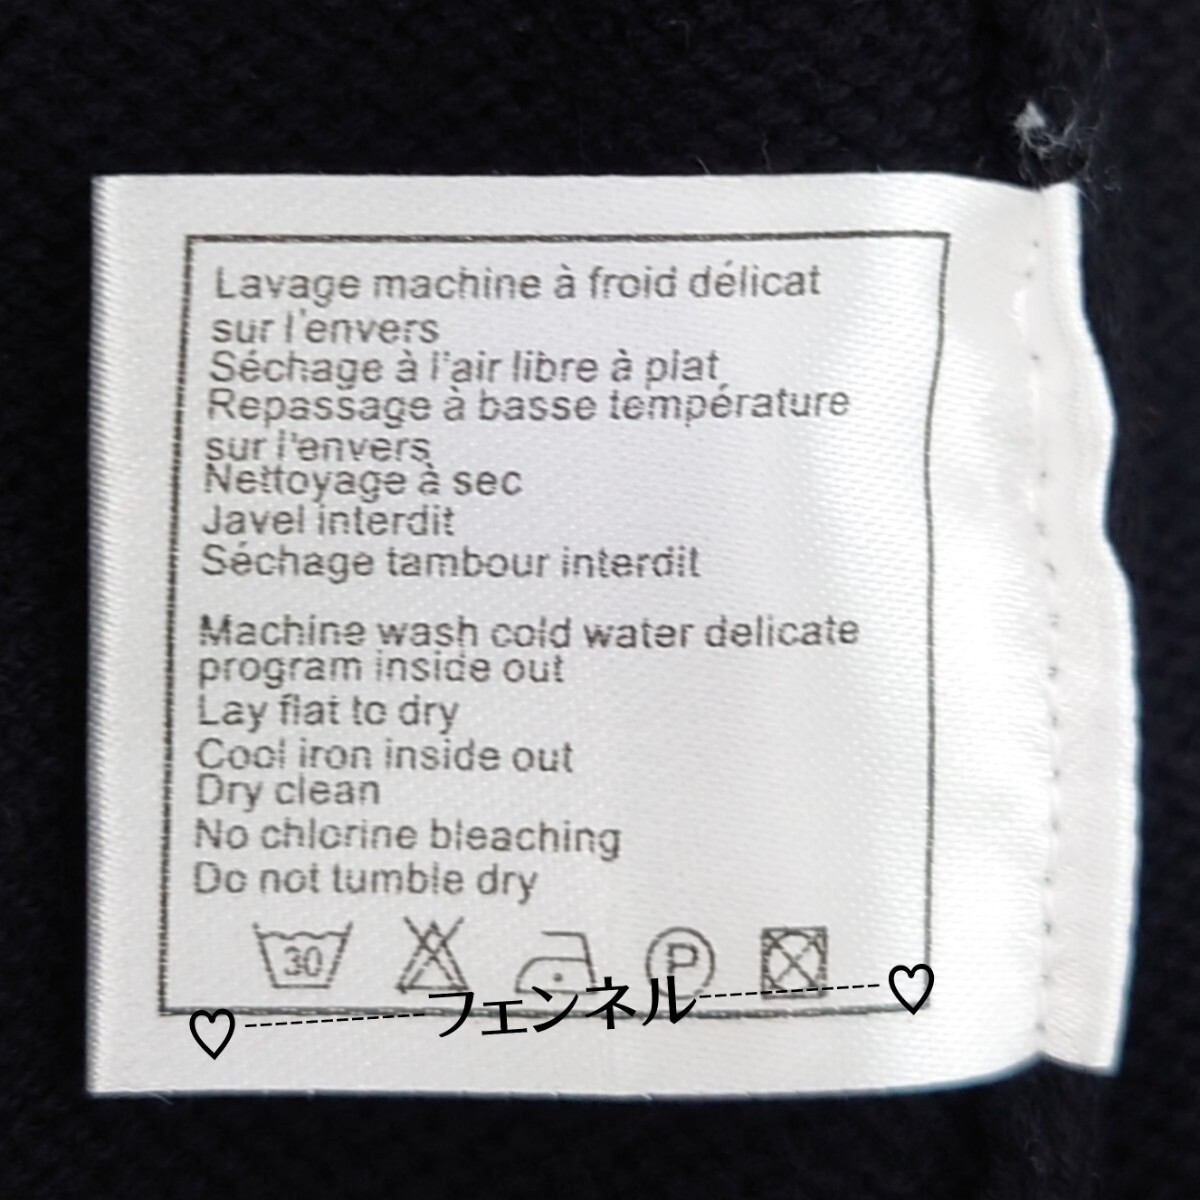 Lavage machine à froid délicat
sur l'envers
Séchage à l'air libre à plat
Repassage à basse température
sur l'envers
Nettoyage à sec
Javel interdit
Séchage tambour interdit
Machine wash cold water delicate
program inside out
Lay flat to dry
Cool iron inside out
Dry clean
No chlorine bleaching
Do not tumble dry
30 P
♡----------フェンネル----------♡